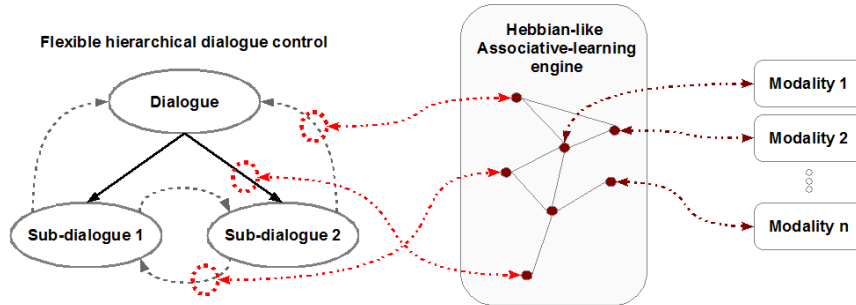 Flexible hierarchical dialogue control
Dialogue
Sub-dialogue 1
Sub-dialogue 2
Hebbian-like
Associative-learning
engine
Modality 1
Modality 2
Modality n